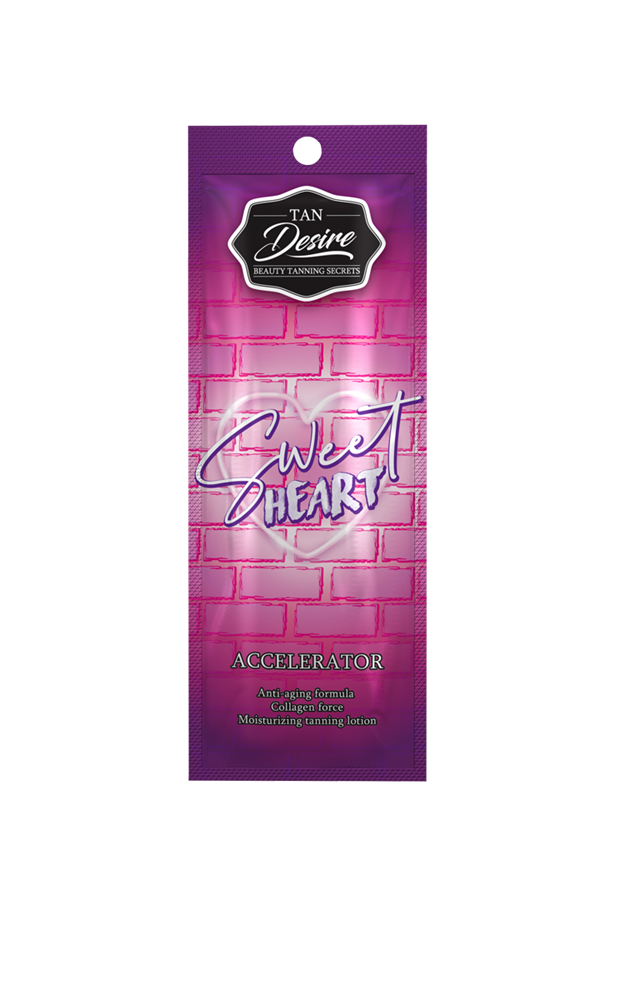 TAN
Desire
BEAUTY TANNING SECRETS
Sweet
HEART
ACCELERATOR
Anti-aging formula
Collagen force
Moisturizing tanning lotion